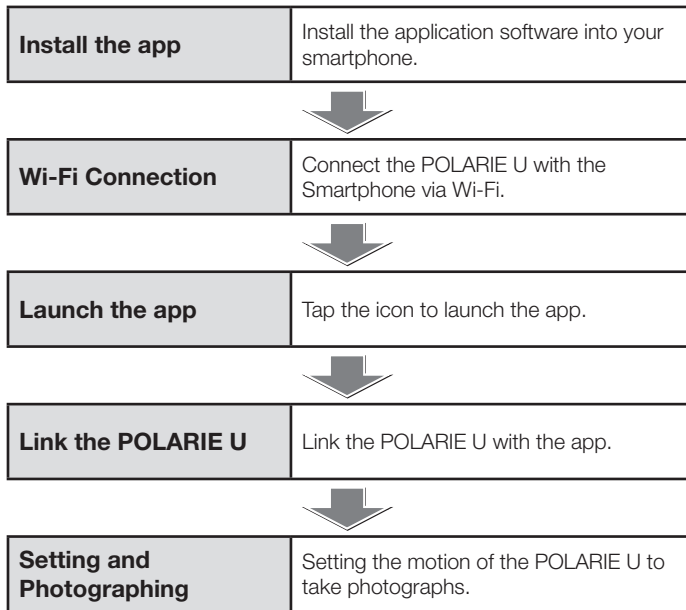 Install the app
Install the application software into your
smartphone.
Wi-Fi Connection
Connect the POLARIE U with the
Smartphone via Wi-Fi.
Launch the app
Tap the icon to launch the app.
Link the POLARIE U
Link the POLARIE U with the app.
Setting and
Photographing
Setting the motion of the POLARIE U to
take photographs.